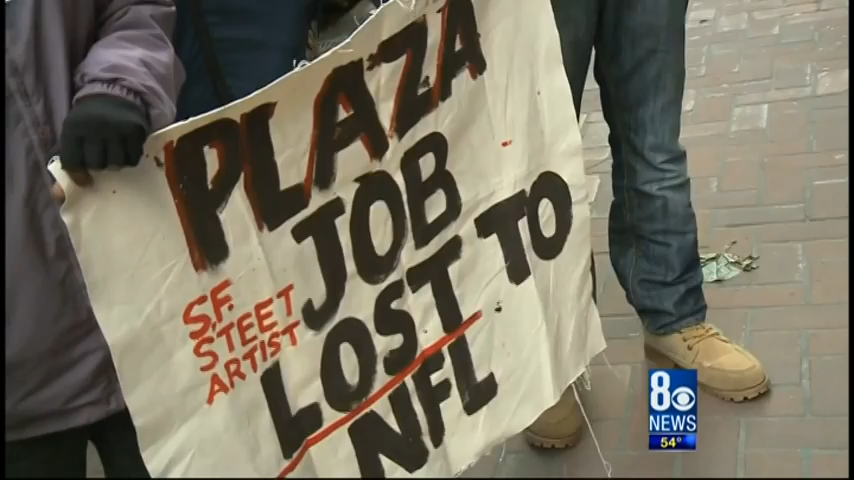 PLAZA
JOB
LOST TO
NFL
S.F.
STEET
ARTIST
8 NEWS
54°